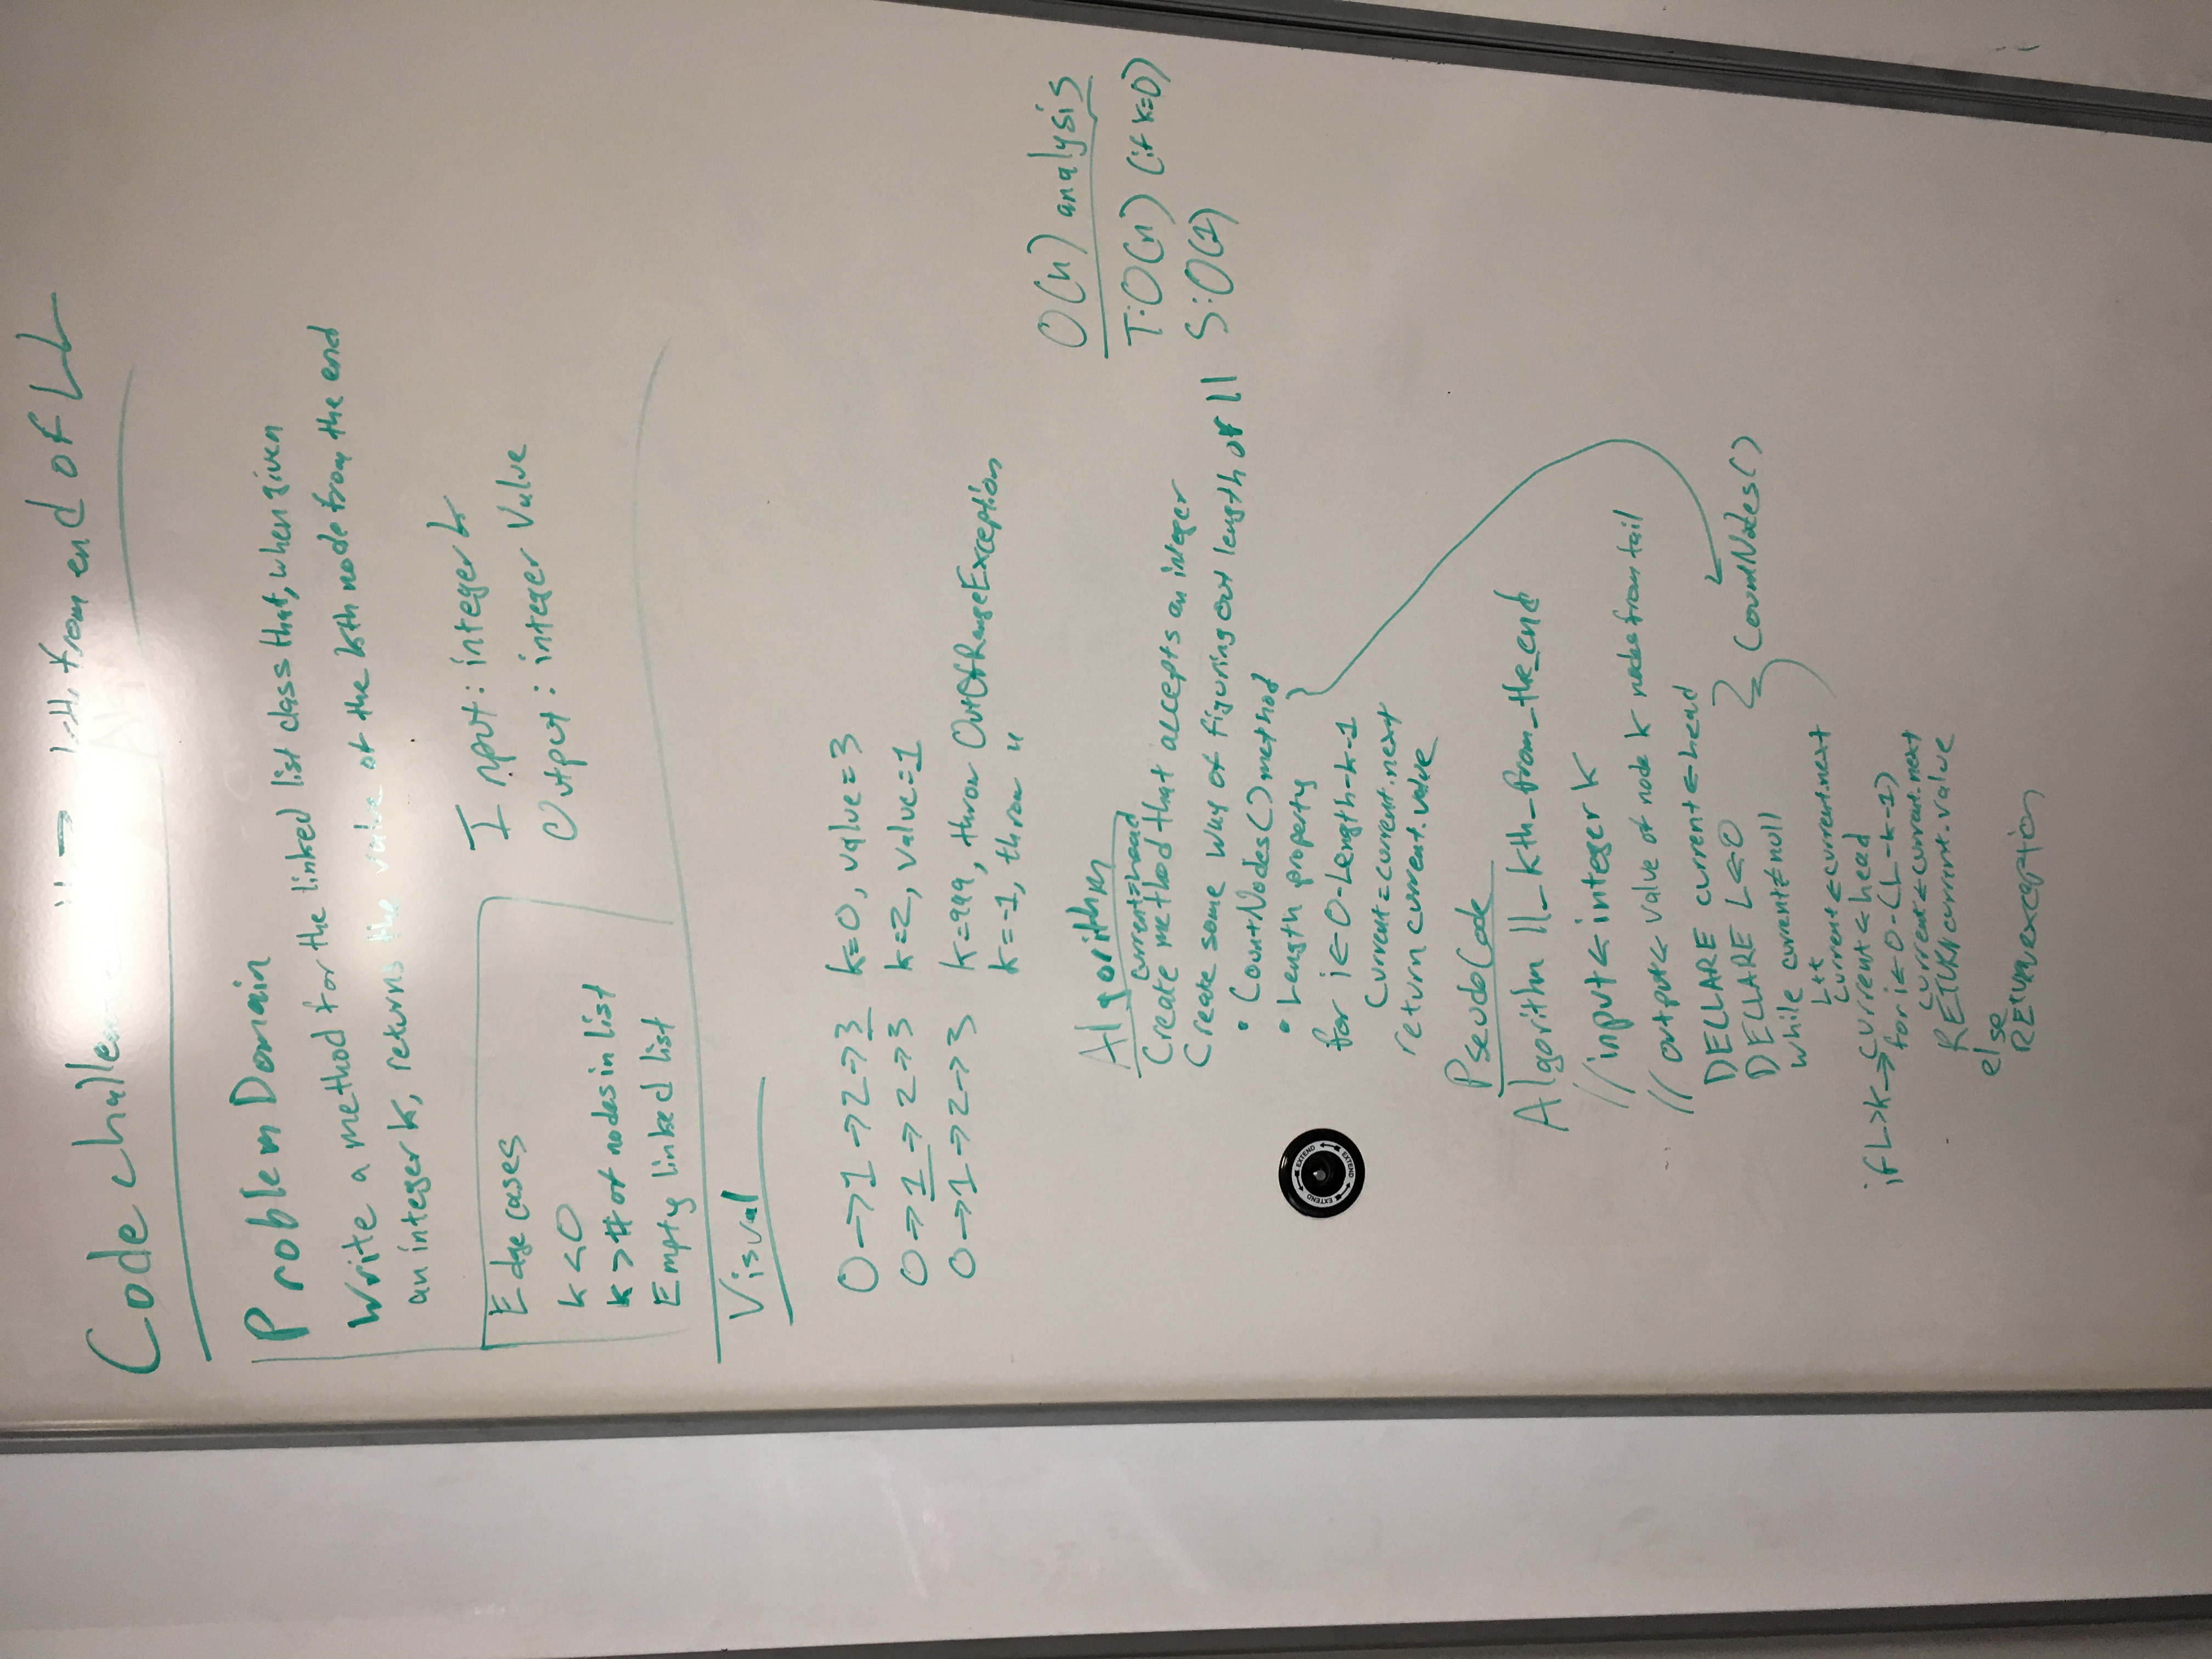 Code challe kth from end of LL
Problem Domain
Write a method for the linked list class that, when given
an integer k, returns the value of the kth node from the end
Edge cases
k<0
k># of nodes in list
Empty linked list
Input: integer k
Output: integer Value
Visual
0→1→2→3 k=0, value=3
0→1→2→3 k=2, value=1
0→1→2→3 k=999, throw OutOfRangeException
k=-1, throw "
O(n) analysis
T:O(n) (if k=0)
S:O(1)
Algorithm
current=head
Create method that accepts an integer
Create some way of figuring out length of ll
• CountNodes() method
• Length property
for i←0-Length-k-1
Current=current.next
return current.value
PseudoCode
Algorithm ll_kth_from_the_end
//input←integer k
//output←value of node k nodes from tail
DECLARE current←head
DECLARE L←0
while current≠null
L++
current←current.next
CountNodes()
if L>k→current←head
for i←0-(L-k-1)
current←current.next
RETURN current.value
else
RETURN exception
EXTEND EXTEND EXTEND EXTEND